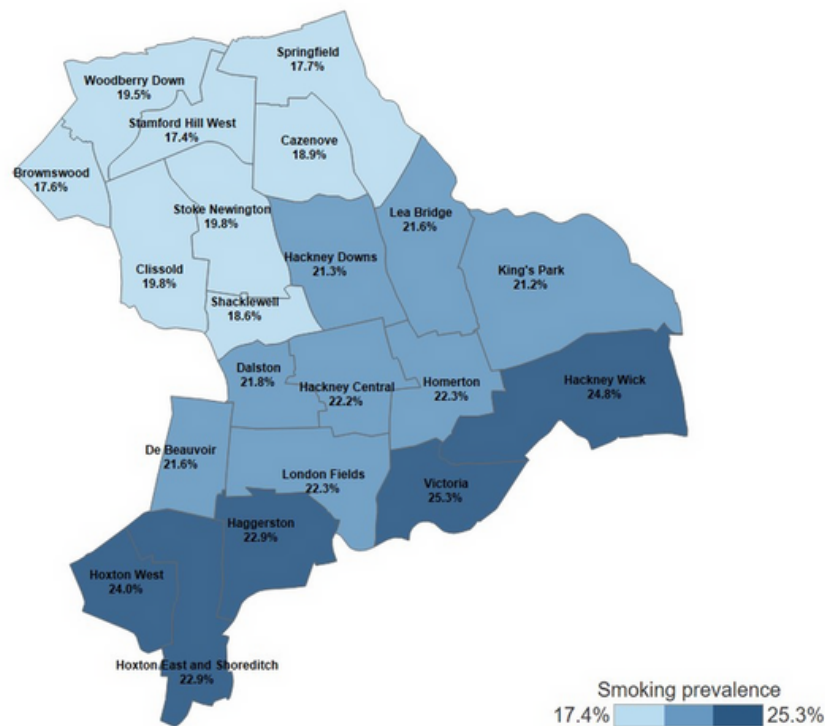 Springfield
17.7%
Woodberry Down
19.5%
Stamford Hill West
17.4%
Cazenove
18.9%
Brownswood
17.6%
Stoke Newington
19.8%
Lea Bridge
21.6%
Hackney Downs
21.3%
Clissold
19.8%
King's Park
21.2%
Shacklewell
18.6%
Dalston
21.8%
Hackney Central
22.2%
Homerton
22.3%
Hackney Wick
24.8%
De Beauvoir
21.6%
London Fields
22.3%
Victoria
25.3%
Haggerston
22.9%
Hoxton West
24.0%
Hoxton East and Shoreditch
22.9%
Smoking prevalence
17.4% 25.3%